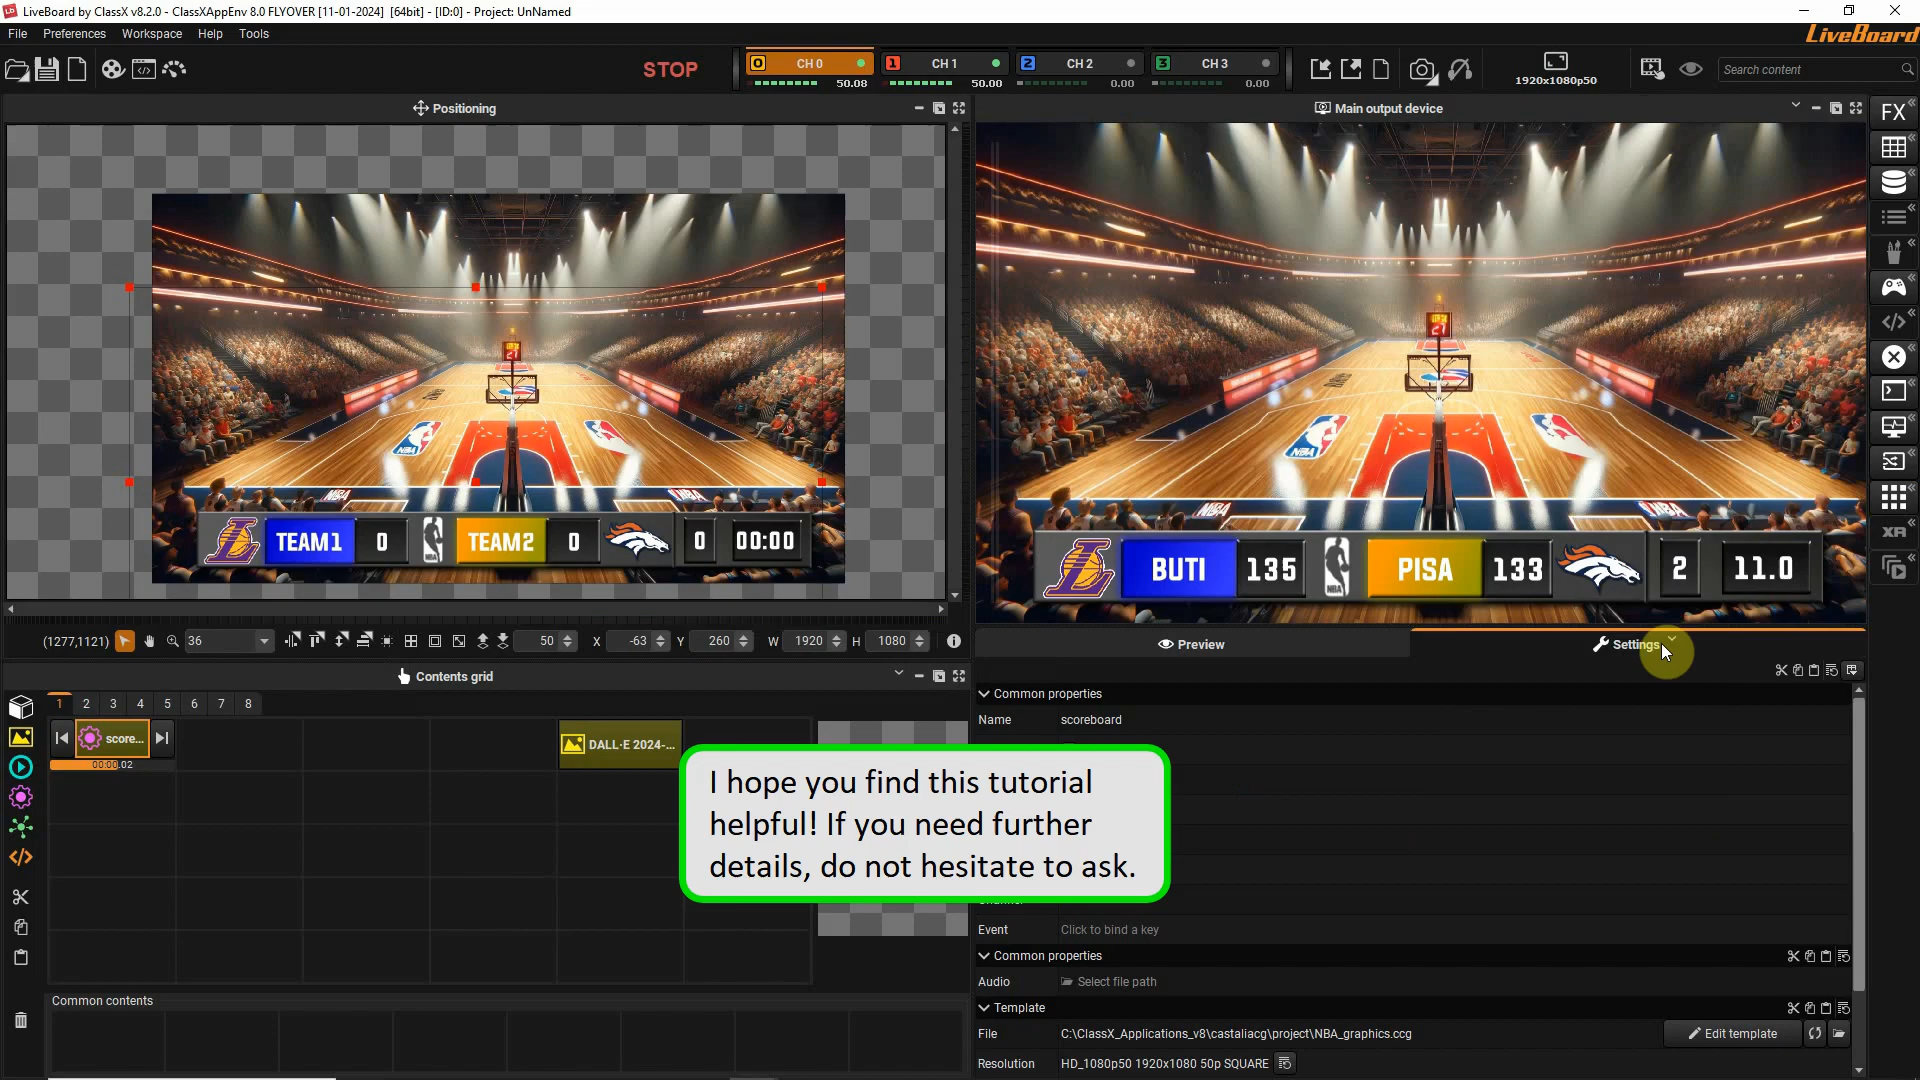 LiveBoard by ClassX v8.2.0 - ClassXAppEnv 8.0 FLYOVER [11-01-2024] [64bit] - [ID:0] - Project: UnNamed
File Preferences Workspace Help Tools
LiveBoard
STOP
0 CH 0
50.08
1 CH 1
50.00
2 CH 2
0.00
3 CH 3
0.00
1920x1080p50
Search content
Positioning
Main output device
FX
TEAM1 0 TEAM2 0 0 00:00
BUTI 135 PISA 133 2 11.0
XR
(1277,1121) 36 50 X -63 Y 260 W 1920 H 1080
Preview
Settings
Contents grid
1 2 3 4 5 6 7 8
score...
00:00.02
DALL·E 2024-...
Common properties
Name scoreboard
I hope you find this tutorial
helpful! If you need further
details, do not hesitate to ask.
Event Click to bind a key
Common properties
Audio Select file path
Template
File C:\ClassX_Applications_v8\castaliacg\project\NBA_graphics.ccg Edit template
Resolution HD_1080p50 1920x1080 50p SQUARE
Common contents